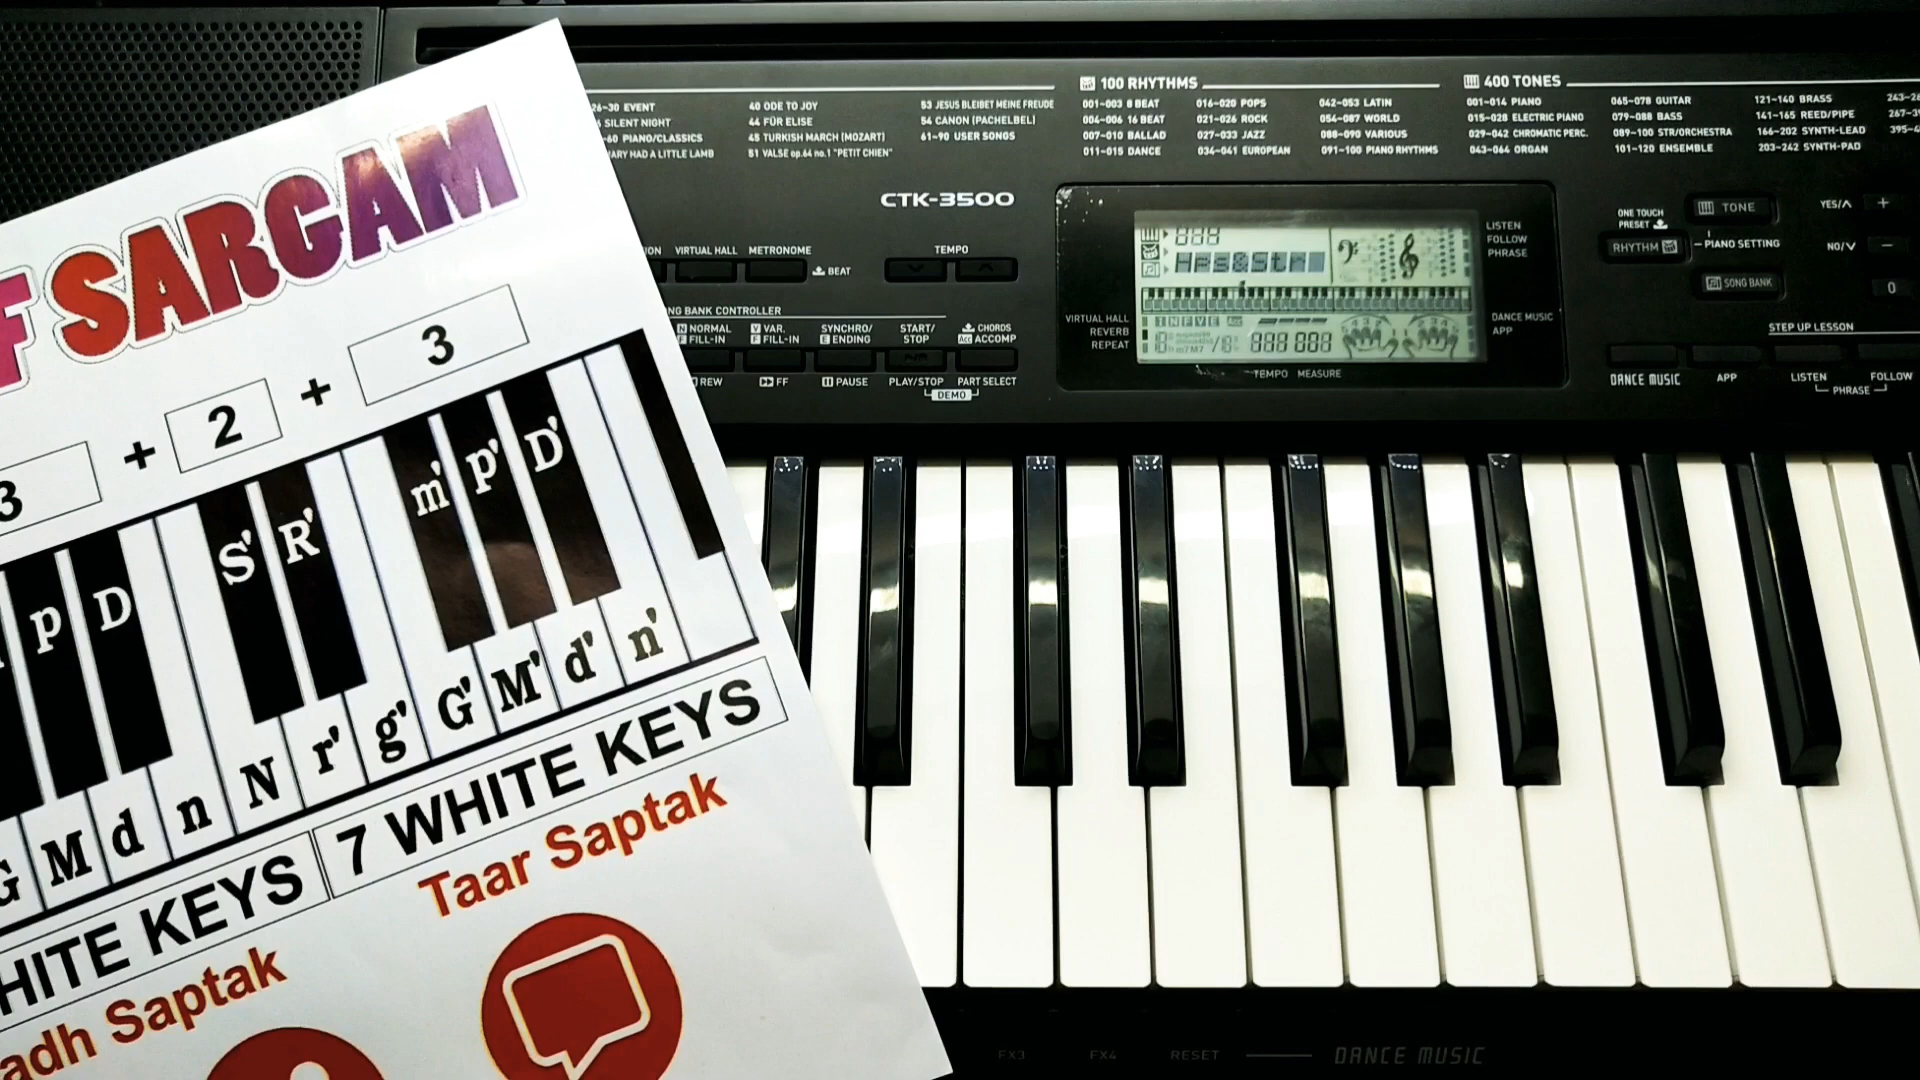 F SARGAM
3 + 2 + 3
S' R' m' p' D'
p D
G M d n N r' g' G' M' d' n'
HITE KEYS 7 WHITE KEYS
Taar Saptak
adh Saptak
26-30 EVENT
SILENT NIGHT
-60 PIANO/CLASSICS
ARY HAD A LITTLE LAMB
40 ODE TO JOY
44 FÜR ELISE
45 TURKISH MARCH (MOZART)
51 VALSE op.64 no.1 "PETIT CHIEN"
53 JESUS BLEIBET MEINE FREUDE
54 CANON (PACHELBEL)
61-90 USER SONGS
100 RHYTHMS
001-003 8 BEAT
004-006 16 BEAT
007-010 BALLAD
011-015 DANCE
016-020 POPS
021-026 ROCK
027-033 JAZZ
034-041 EUROPEAN
042-053 LATIN
054-087 WORLD
088-090 VARIOUS
091-100 PIANO RHYTHMS
400 TONES
001-014 PIANO
015-028 ELECTRIC PIANO
029-042 CHROMATIC PERC.
043-064 ORGAN
065-078 GUITAR
079-088 BASS
089-100 STR/ORCHESTRA
101-120 ENSEMBLE
121-140 BRASS
141-165 REED/PIPE
166-202 SYNTH-LEAD
203-242 SYNTH-PAD
CTK-3500
ION VIRTUAL HALL METRONOME
BEAT
TEMPO
NG BANK CONTROLLER
N NORMAL
F FILL-IN
V VAR.
F FILL-IN
SYNCHRO/
E ENDING
START/
STOP
CHORDS
Acc ACCOMP
REW FF PAUSE PLAY/STOP PART SELECT
DEMO
LISTEN
FOLLOW
PHRASE
VIRTUAL HALL
REVERB
REPEAT
DANCE MUSIC
APP
TEMPO MEASURE
ONE TOUCH
PRESET
TONE
RHYTHM
PIANO SETTING
SONG BANK
YES/∧ +
NO/∨ −
0
STEP UP LESSON
DANCE MUSIC APP LISTEN FOLLOW
PHRASE
FX3 FX4 RESET DANCE MUSIC